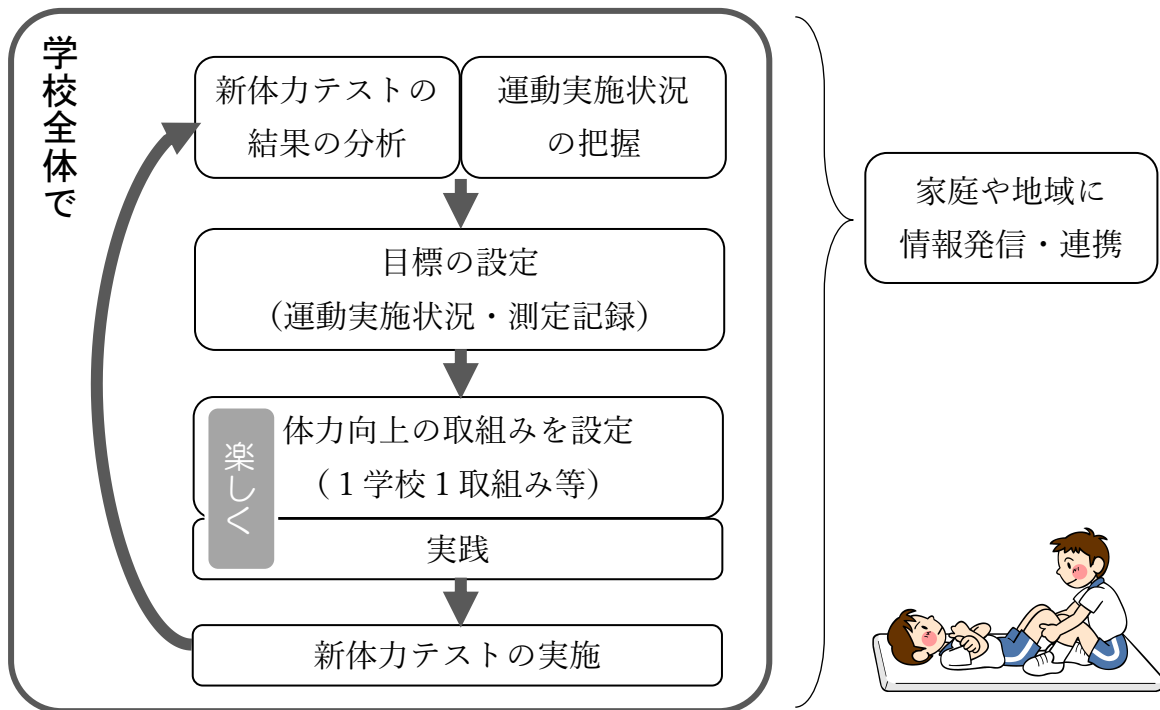 学校全体で
新体力テストの
結果の分析
運動実施状況
の把握
目標の設定
（運動実施状況・測定記録）
楽しく
体力向上の取組みを設定
（１学校１取組み等）
実践
新体力テストの実施
家庭や地域に
情報発信・連携